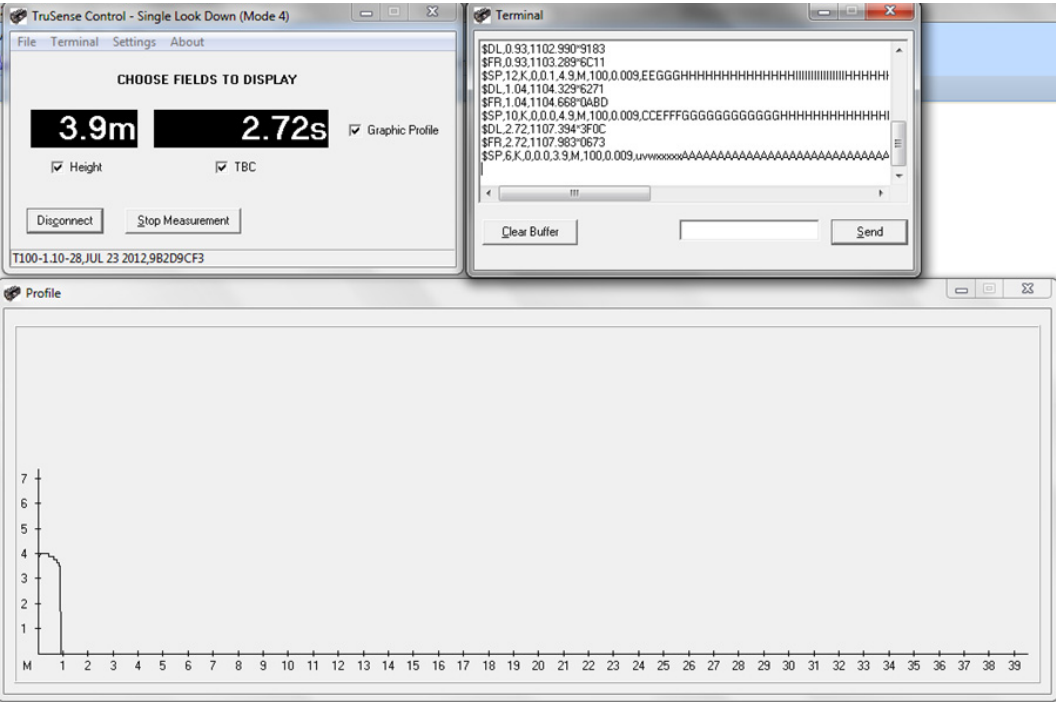 TruSense Control - Single Look Down (Mode 4)
File Terminal Settings About
CHOOSE FIELDS TO DISPLAY
3.9m 2.72s Graphic Profile
Height TBC
Disconnect Stop Measurement
T100-1.10-28,JUL 23 2012,9B2D9CF3
Terminal
$DL,0.93,1102.990*9183
$FR,0.93,1103.289*6C11
$SP,12,K,0,0.1,4.9,M,100,0.009,EEGGGHHHHHHHHHHHHHHHIIIIIIIIIIIIIIIIIHHHHHH
$DL,1.04,1104.329*6271
$FR,1.04,1104.668*0ABD
$SP,10,K,0,0.0,4.9,M,100,0.009,CCEFFFGGGGGGGGGGGGGHHHHHHHHHHHHHI
$DL,2.72,1107.394*3F0C
$FR,2.72,1107.983*0673
$SP,6,K,0,0.0,3.9,M,100,0.009,uvwxxxxxAAAAAAAAAAAAAAAAAAAAAAAAAAAAA
Clear Buffer Send
Profile
7
6
5
4
3
2
1
M 1 2 3 4 5 6 7 8 9 10 11 12 13 14 15 16 17 18 19 20 21 22 23 24 25 26 27 28 29 30 31 32 33 34 35 36 37 38 39